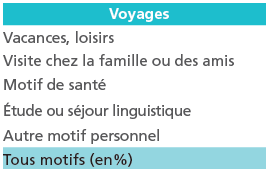 Voyages
Vacances, loisirs
Visite chez la famille ou des amis
Motif de santé
Étude ou séjour linguistique
Autre motif personnel
Tous motifs (en%)